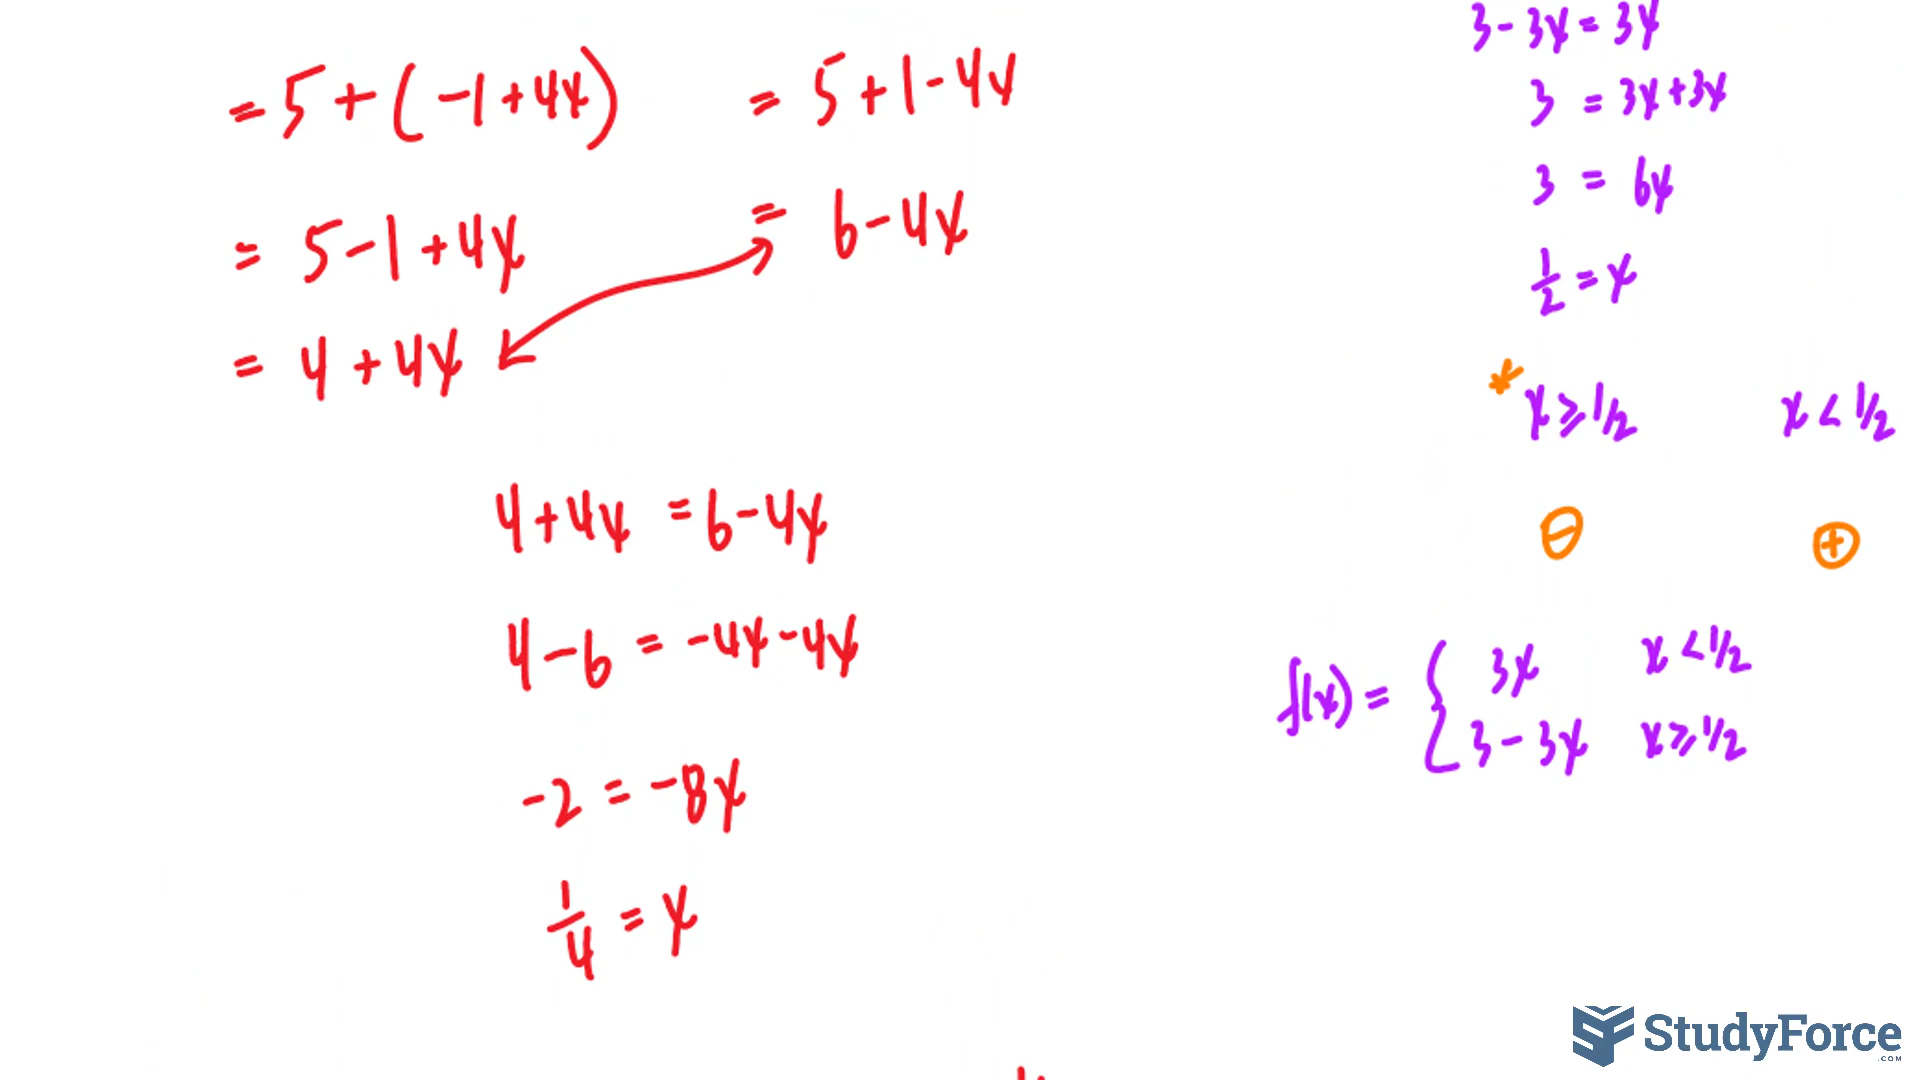 = 5 + (-1 + 4x)
= 5 - 1 + 4x
= 4 + 4x
= 5 + 1 - 4x
= 6 - 4x
4 + 4x = 6 - 4x
4 - 6 = -4x - 4x
-2 = -8x
1/4 = x
3 - 3x = 3x
3 = 3x + 3x
3 = 6x
1/2 = x
* x ≥ 1/2 x < 1/2
⊖ ⊕
f(x) = { 3x x < 1/2
3 - 3x x ≥ 1/2
StudyForce
.COM